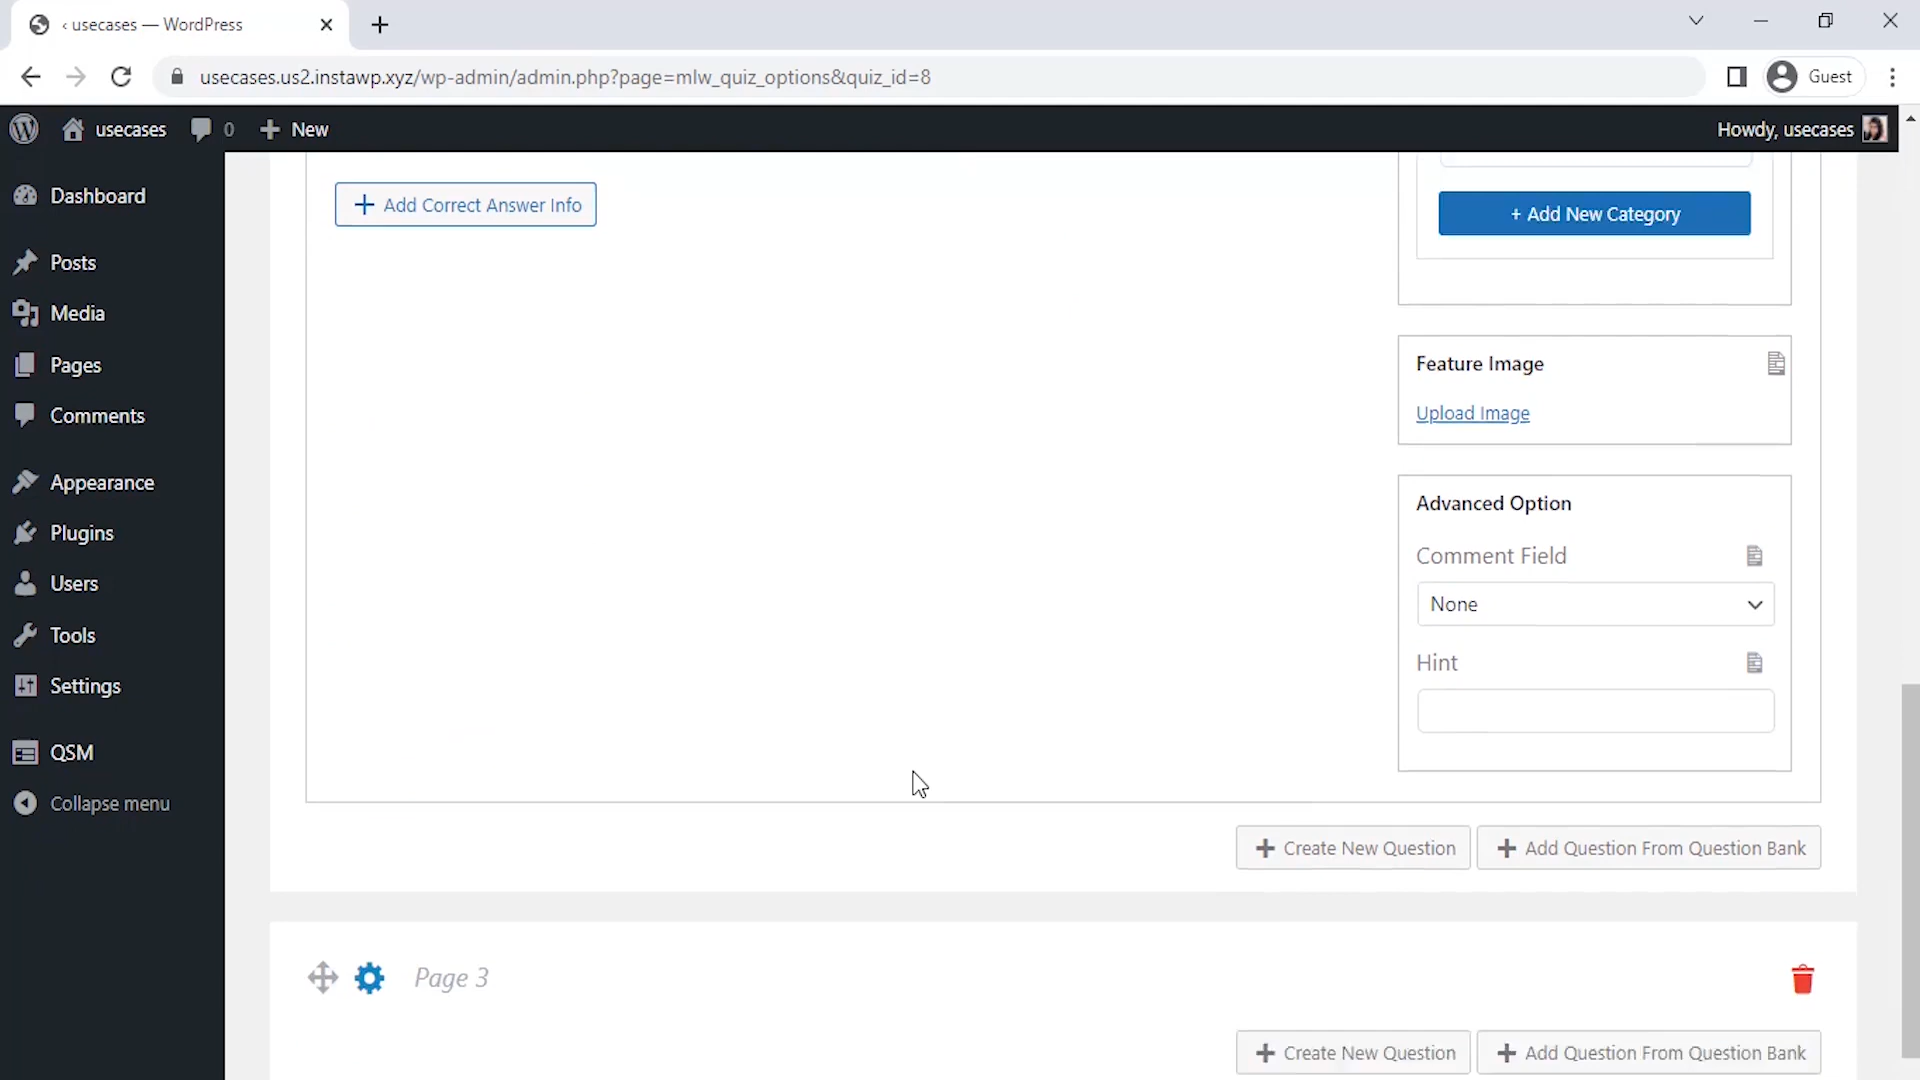 ‹ usecases — WordPress
usecases.us2.instawp.xyz/wp-admin/admin.php?page=mlw_quiz_options&quiz_id=8
Guest
usecases
0
New
Howdy, usecases
Dashboard
Posts
Media
Pages
Comments
Appearance
Plugins
Users
Tools
Settings
QSM
Collapse menu
Add Correct Answer Info
+ Add New Category
Feature Image
Upload Image
Advanced Option
Comment Field
None
Hint
Create New Question
Add Question From Question Bank
Page 3
Create New Question
Add Question From Question Bank